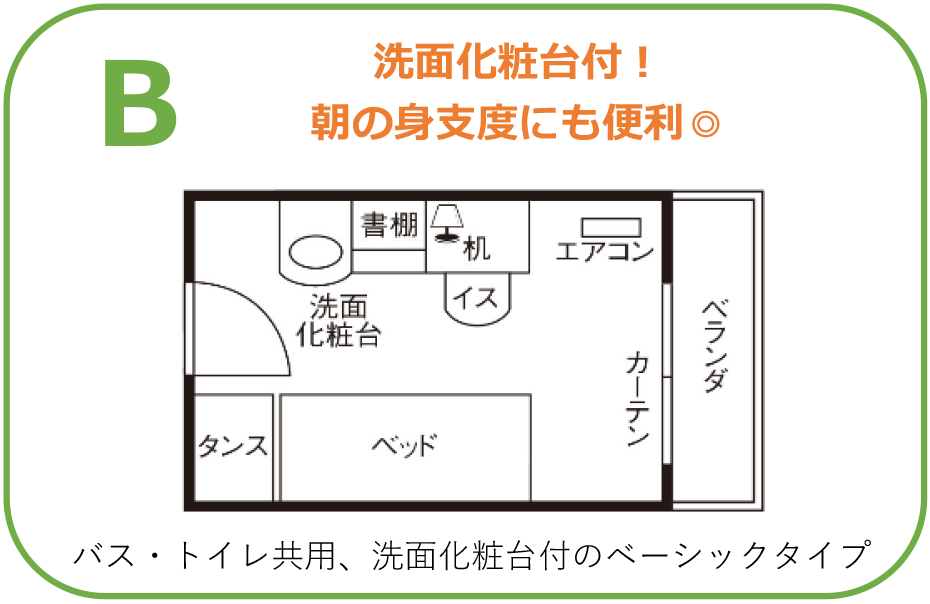 B
洗面化粧台付！
朝の身支度にも便利◎
書棚
机
エアコン
イス
洗面
化粧台
ベランダ
カーテン
タンス
ベッド
バス・トイレ共用、洗面化粧台付のベーシックタイプ